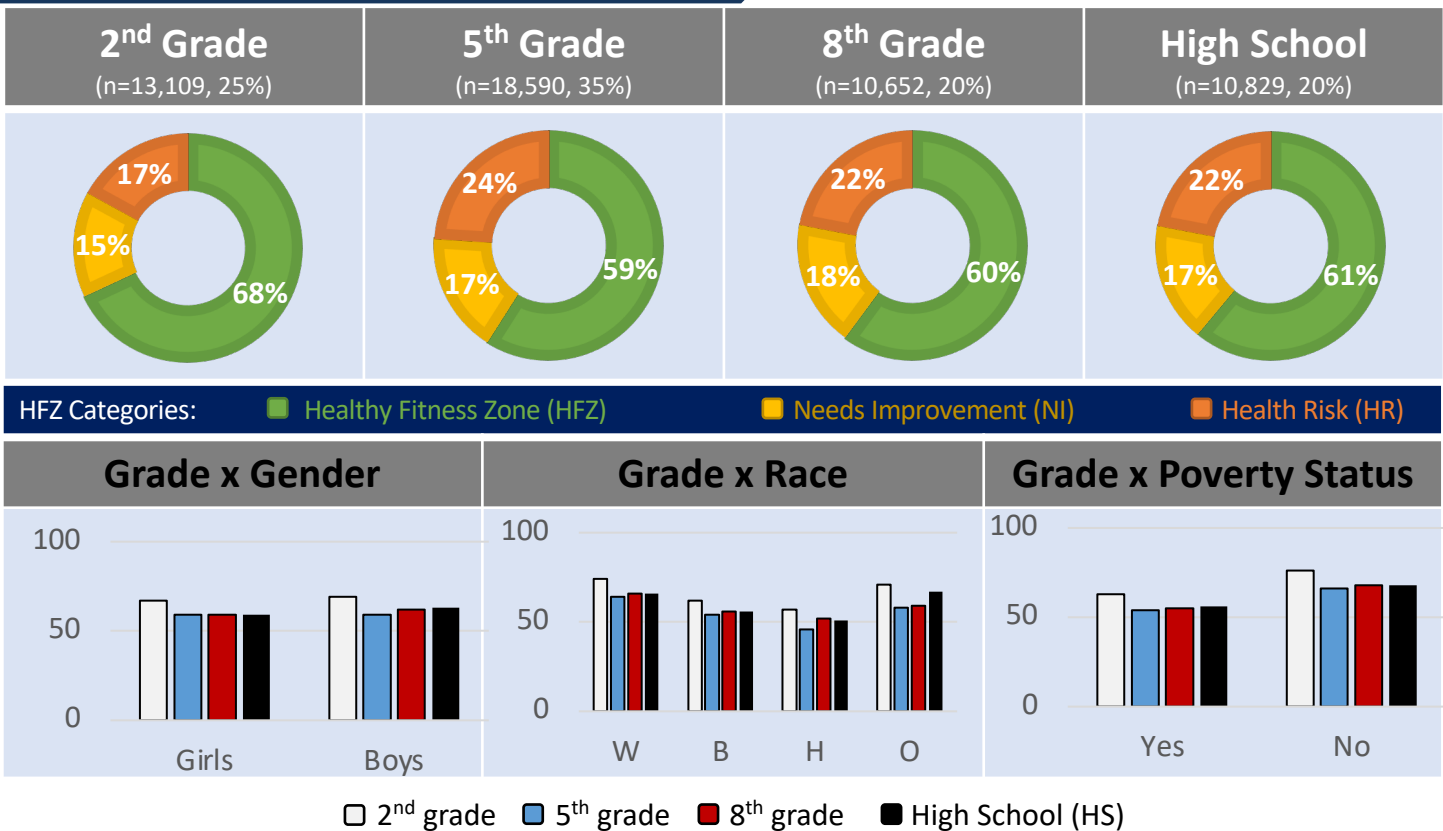 2nd Grade
(n=13,109, 25%)
5th Grade
(n=18,590, 35%)
8th Grade
(n=10,652, 20%)
High School
(n=10,829, 20%)
17%
15%
68%
24%
17%
59%
22%
18%
60%
22%
17%
61%
HFZ Categories: Healthy Fitness Zone (HFZ) Needs Improvement (NI) Health Risk (HR)
Grade x Gender
100
50
0
Girls Boys
Grade x Race
100
50
0
W B H O
Grade x Poverty Status
100
50
0
Yes No
2nd grade 5th grade 8th grade High School (HS)